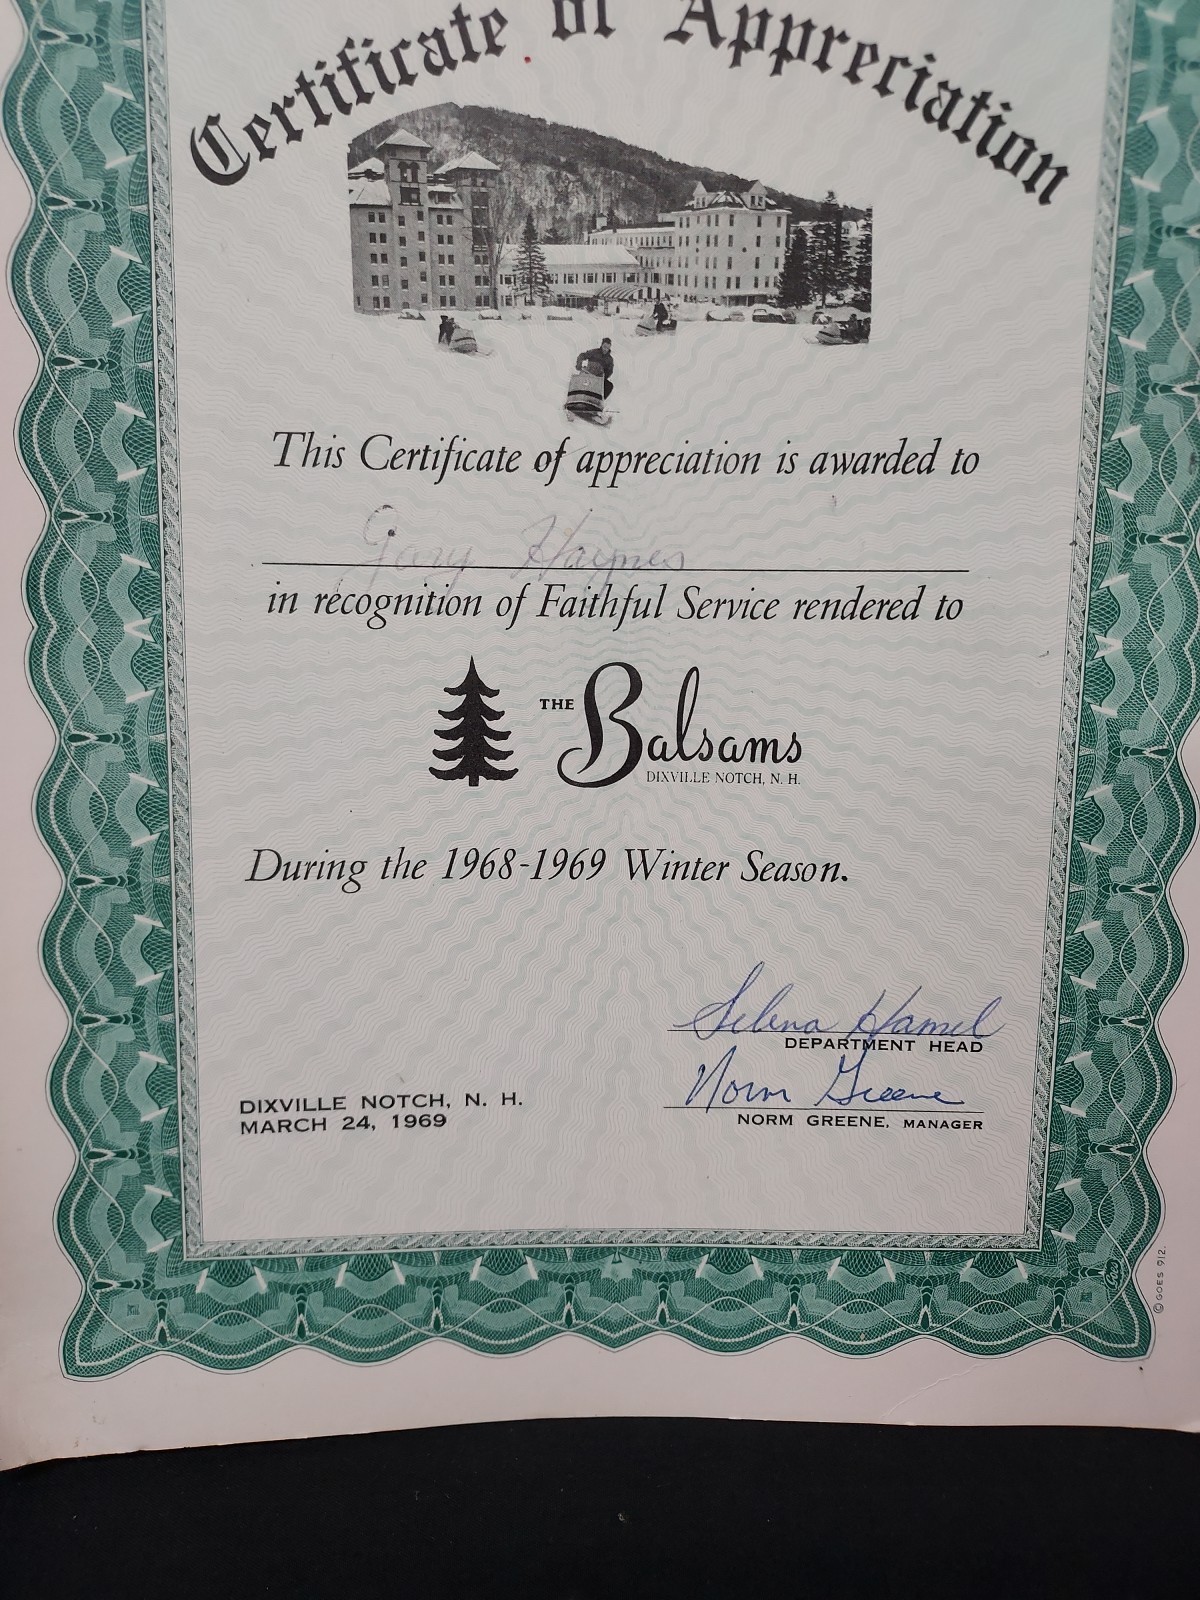 Certificate of Appreciation
This Certificate of appreciation is awarded to
Gary Haynes
in recognition of Faithful Service rendered to
THE Balsams
DIXVILLE NOTCH, N. H.
During the 1968-1969 Winter Season.
Selena Hamel
DEPARTMENT HEAD
Norm Greene
NORM GREENE, MANAGER
DIXVILLE NOTCH, N. H.
MARCH 24, 1969
Goes
© GOES 912.